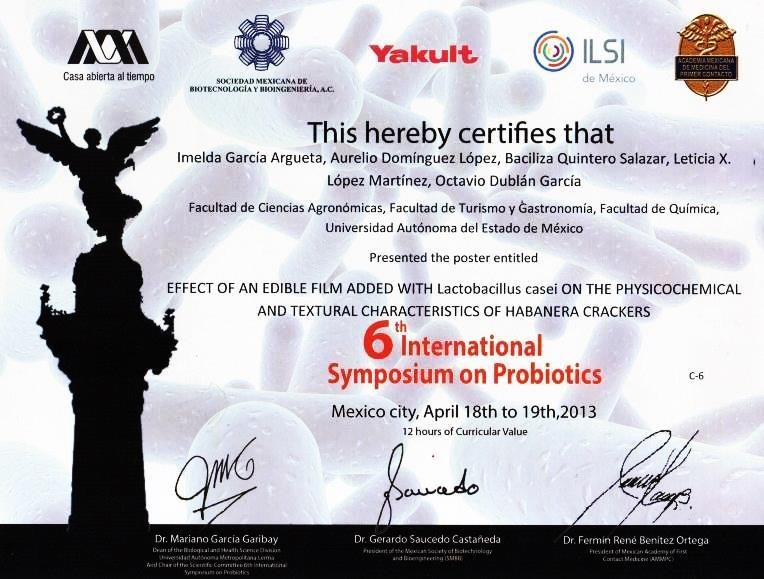 Casa abierta al tiempo
SOCIEDAD MEXICANA DE
BIOTECNOLOGÍA Y BIOINGENIERÍA, A.C.
Yakult
ILSI
de México
ACADEMIA MEXICANA
DE MEDICINA DEL
PRIMER CONTACTO
This hereby certifies that
Imelda García Argueta, Aurelio Domínguez López, Baciliza Quintero Salazar, Leticia X.
López Martínez, Octavio Dublán García
Facultad de Ciencias Agronómicas, Facultad de Turismo y Gastronomía, Facultad de Química,
Universidad Autónoma del Estado de México
Presented the poster entitled
EFFECT OF AN EDIBLE FILM ADDED WITH Lactobacillus casei ON THE PHYSICOCHEMICAL
AND TEXTURAL CHARACTERISTICS OF HABANERA CRACKERS
6th International
Symposium on Probiotics
C-6
Mexico city, April 18th to 19th,2013
12 hours of Curricular Value
Saucedo
Dr. Mariano García Garibay
Dean of the Biological and Health Science Division
Universidad Autónoma Metropolitana Lerma
And Chair of the Scientific Committee 6th International
Symposium on Probiotics
Dr. Gerardo Saucedo Castañeda
President of the Mexican Society of Biotechnology
and Bioengineering (SMBB)
Dr. Fermin René Benítez Ortega
President of Mexican Academy of First
Contact Medicine (AMMPC)